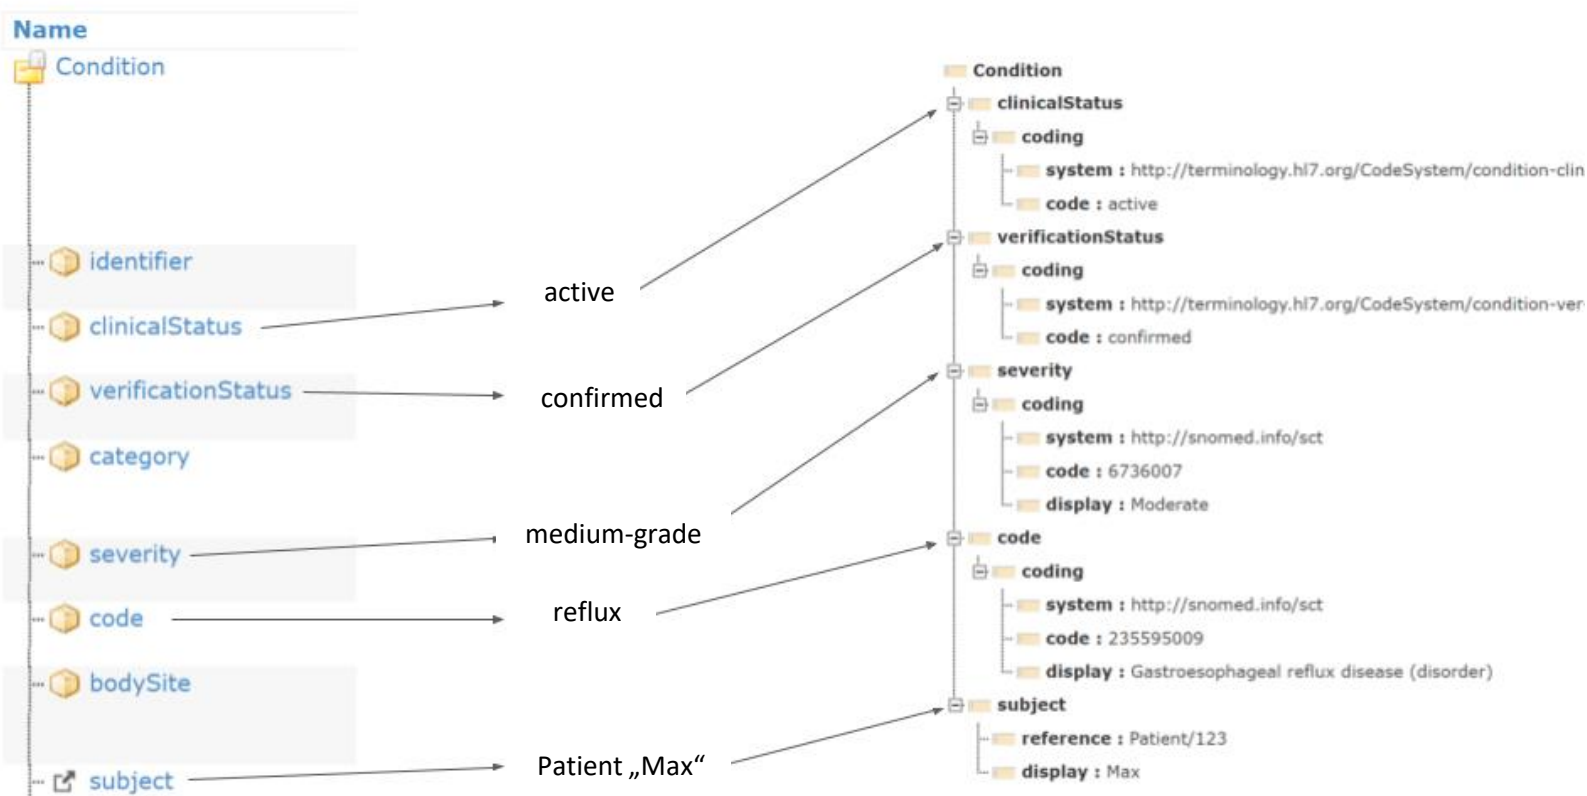 Name
Condition
identifier
clinicalStatus
verificationStatus
category
severity
code
bodySite
subject
active
confirmed
medium-grade
reflux
Patient „Max“
Condition
clinicalStatus
coding
system : http://terminology.hl7.org/CodeSystem/condition-clin
code : active
verificationStatus
coding
system : http://terminology.hl7.org/CodeSystem/condition-ver-
code : confirmed
severity
coding
system : http://snomed.info/sct
code : 6736007
display : Moderate
code
coding
system : http://snomed.info/sct
code : 235595009
display : Gastroesophageal reflux disease (disorder)
subject
reference : Patient/123
display : Max